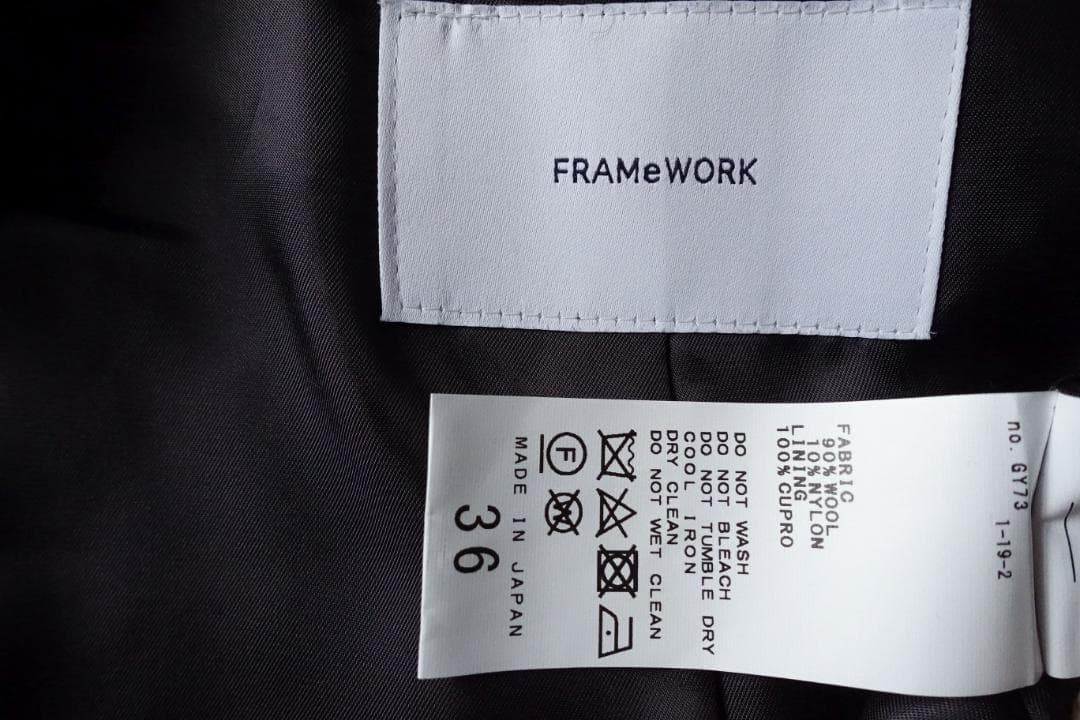 FRAMeWORK
no. GY73
1-19-2
FABRIC
90%WOOL
10%NYLON
LINING
100%CUPRO
DO NOT WASH
DO NOT BLEACH
DO NOT TUMBLE DRY
COOL IRON
DRY CLEAN
DO NOT WET CLEAN
F W
MADE IN JAPAN
36